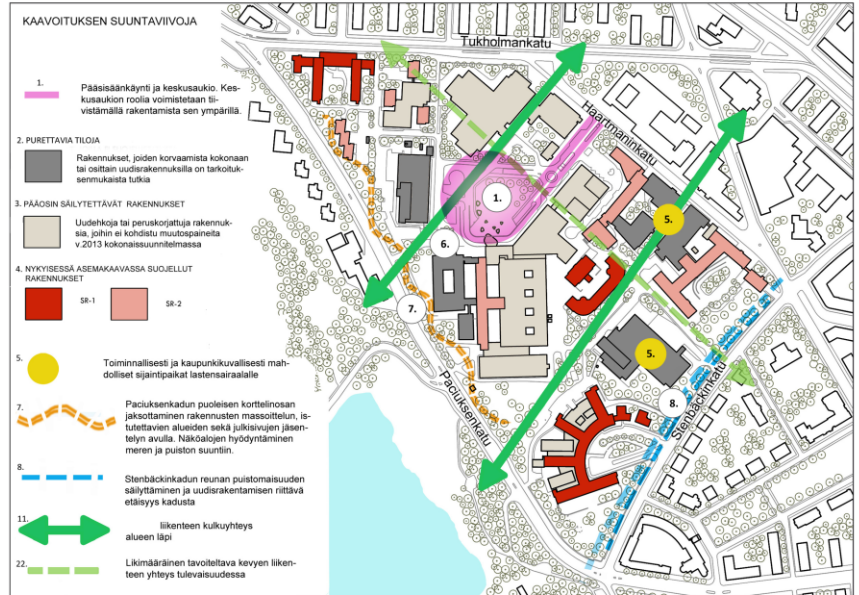 KAAVOITUKSEN SUUNTAVIIVOJA
1.
Pääsisäänkäynti ja keskusaukio. Kes-
kusaukion roolia voimistetaan tii-
vistämällä rakentamista sen ympärillä.
2. PURETTAVIA TILOJA
Rakennukset, joiden korvaamista kokonaan
tai osittain uudisrakennuksilla on tarkoituk-
senmukaista tutkia
3. PÄÄOSIN SÄILYTETTÄVÄT RAKENNUKSET
Uudehkoja tai peruskorjattuja rakennuk-
sia, joihin ei kohdistu muutospaineita
v.2013 kokonaissuunnitelmassa
4. NYKYISESSÄ ASEMAKAAVASSA SUOJELLUT
RAKENNUKSET
SR-1
SR-2
5.
Toiminnallisesti ja kaupunkikuvallisesti mah-
dolliset sijaintipaikat lastensairaalalle
7.
Paciuksenkadun puoleisen korttelinosan
jaksottaminen rakennusten massoittelun, is-
tutettavien alueiden sekä julkisivujen jäsen-
telyn avulla. Näköalojen hyödyntäminen
meren ja puiston suuntiin.
8.
Stenbäckinkadun reunan puistomaisuuden
säilyttäminen ja uudisrakentamisen riittävä
etäisyys kadusta
11.
liikenteen kulkuyhteys
alueen läpi
22.
Likimääräinen tavoiteltava kevyen liiken-
teen yhteys tulevaisuudessa
Tukholmankatu
Haartmaninkatu
1.
5.
6.
7.
5.
8.
Paciuksenkatu
Stenbäckinkatu